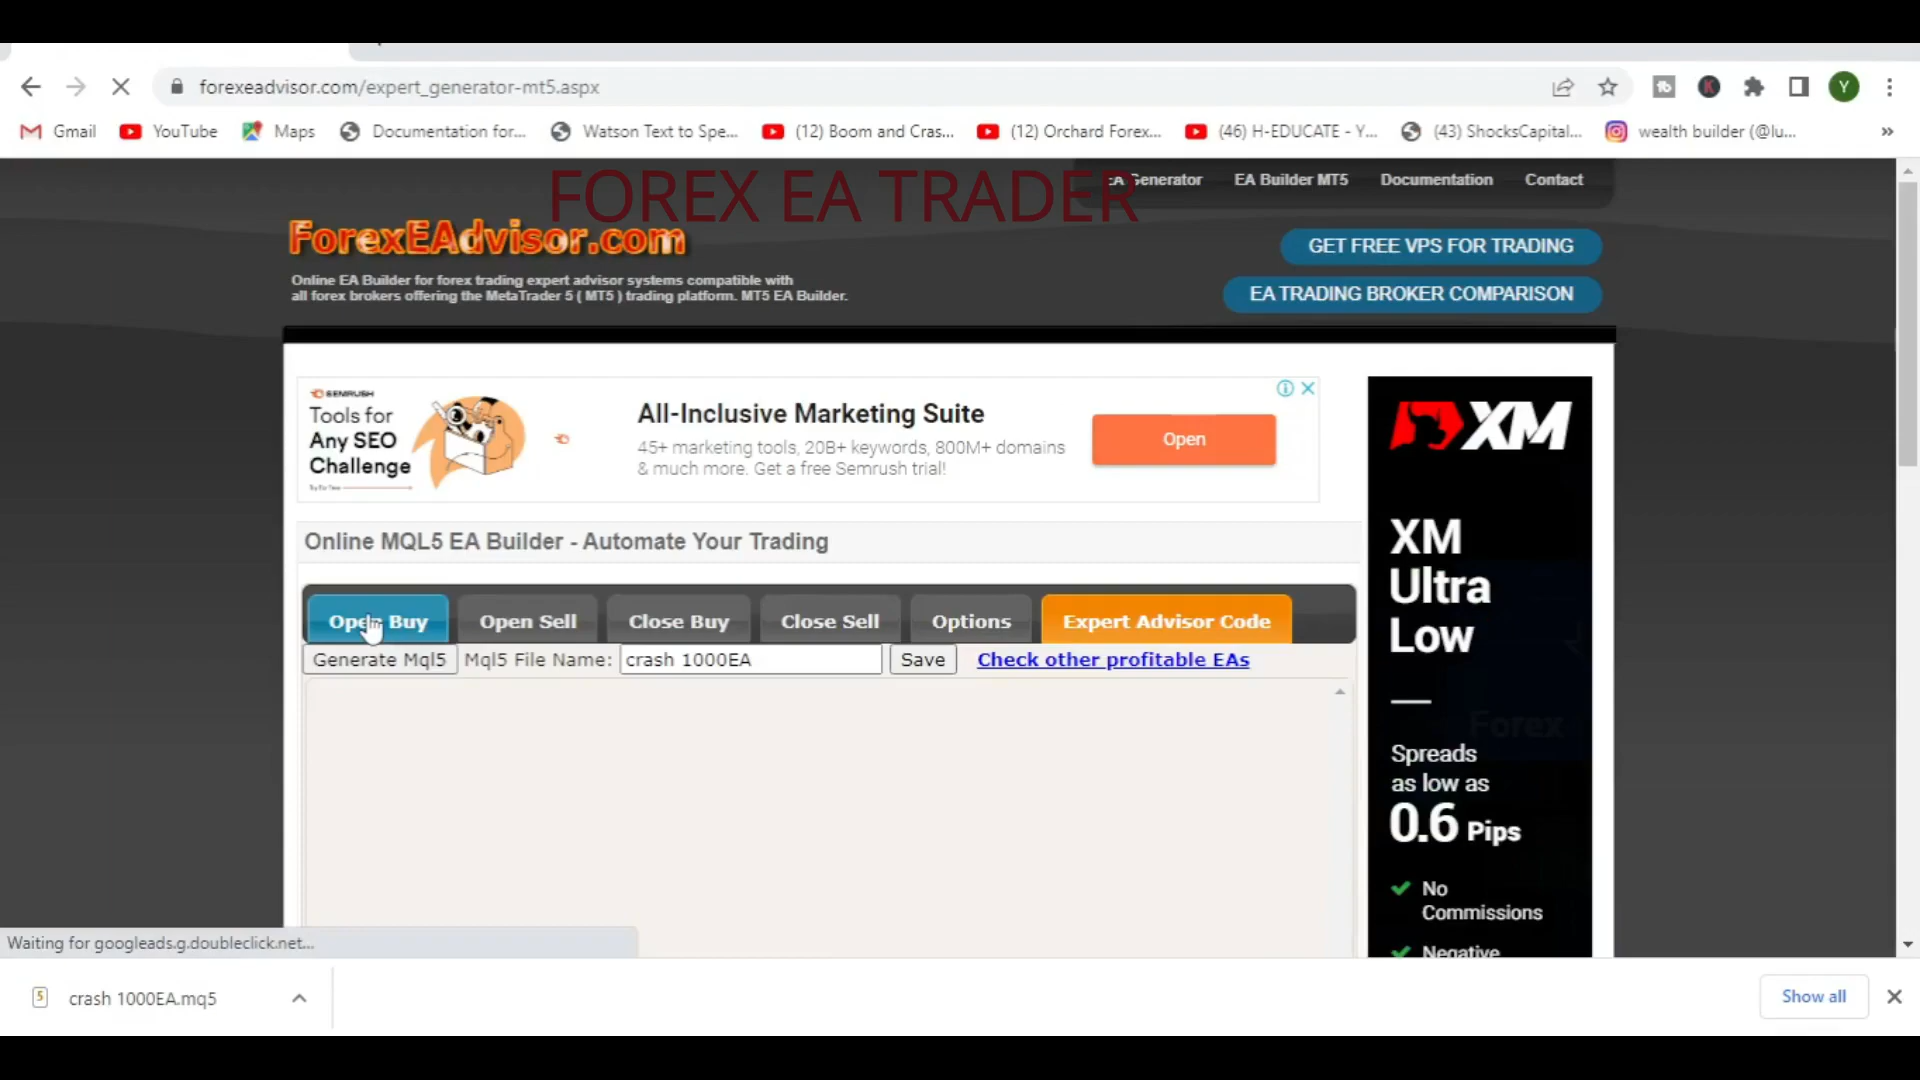 forexeadvisor.com/expert_generator-mt5.aspx
Y
Gmail
YouTube
Maps
Documentation for...
Watson Text to Spe...
(12) Boom and Cras...
(12) Orchard Forex...
(46) H-EDUCATE - Y...
(43) ShocksCapital...
wealth builder (@lu...
»
FOREX EA TRADER
EA Generator
EA Builder MT5
Documentation
Contact
ForexEAdvisor.com
Online EA Builder for forex trading expert advisor systems compatible with
all forex brokers offering the MetaTrader 5 ( MT5 ) trading platform. MT5 EA Builder.
GET FREE VPS FOR TRADING
EA TRADING BROKER COMPARISON
SEMRUSH
Tools for
Any SEO
Challenge
All-Inclusive Marketing Suite
45+ marketing tools, 20B+ keywords, 800M+ domains
& much more. Get a free Semrush trial!
Open
Online MQL5 EA Builder - Automate Your Trading
Open Buy
Open Sell
Close Buy
Close Sell
Options
Expert Advisor Code
Generate Mql5
Mql5 File Name:
crash 1000EA
Save
Check other profitable EAs
XM
XM
Ultra
Low
Forex
Spreads
as low as
0.6 Pips
No
Commissions
Negative
Waiting for googleads.g.doubleclick.net...
5
crash 1000EA.mq5
Show all